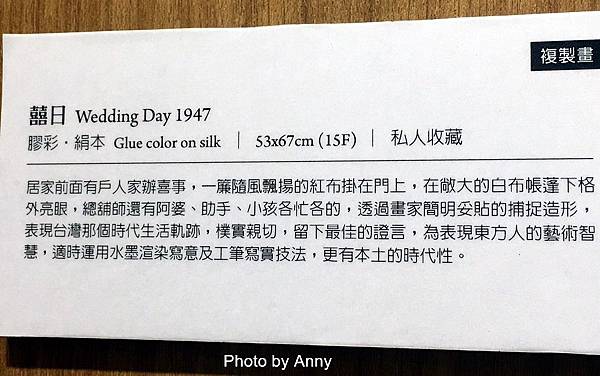 複製畫
囍日 Wedding Day 1947
膠彩·絹本 Glue color on silk | 53x67cm (15F) | 私人收藏
居家前面有戶人家辦喜事，一簾隨風飄揚的紅布掛在門上，在敞大的白布帳蓬下格
外亮眼，總舖師還有阿婆、助手、小孩各忙各的，透過畫家簡明妥貼的捕捉造形，
表現台灣那個時代生活軌跡，樸實親切，留下最佳的證言，為表現東方人的藝術智
慧，適時運用水墨渲染寫意及工筆寫實技法，更有本土的時代性。
Photo by Anny